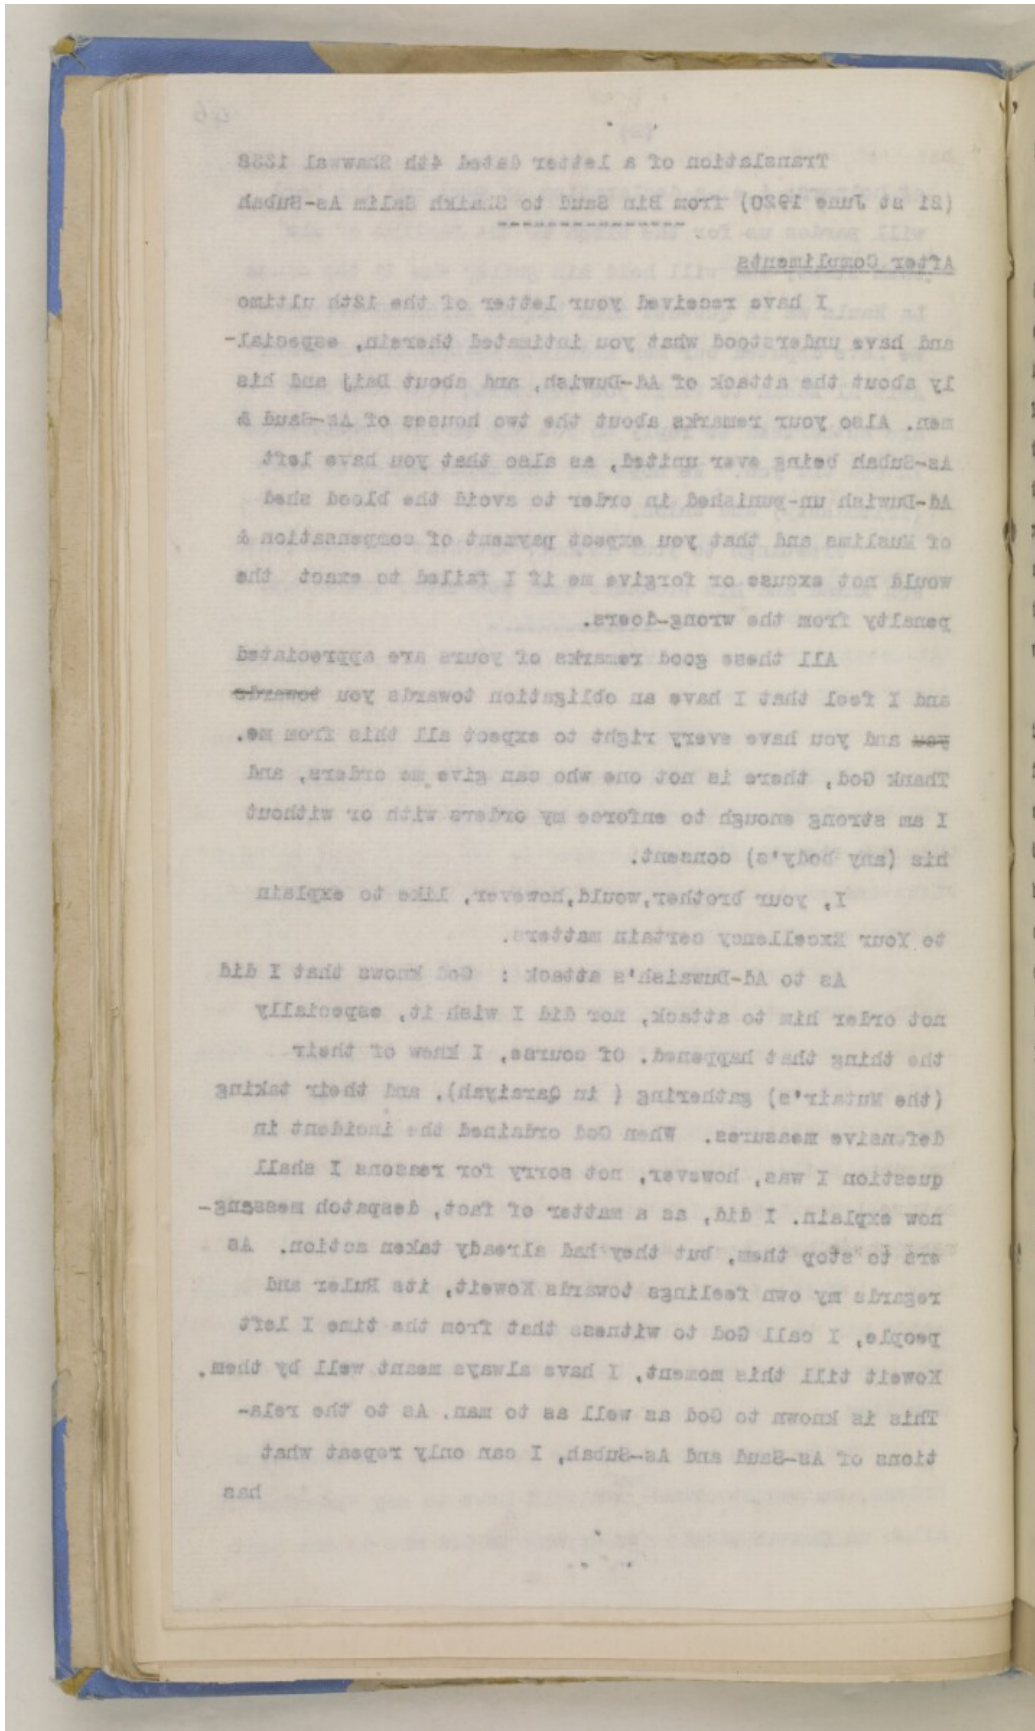 Translation of a letter dated 4th Shawwal 1338
(21 st June 1920) from Bin Saud to Shaikh Salim As-Subah
After Compliments
I have received your letter of the 12th ultimo
and have understood what you intimated therein, especial-
ly about the attack of Ad-Duwish, and about Daij and his
men. Also your remarks about the two houses of As-Saud &
As-Subah being ever united, as also that you have left
Ad-Duwish un-punished in order to avoid the blood shed
of Muslims and that you expect payment of compensation &
would not excuse or forgive me if I failed to exact the
penalty from the wrong-doers.
All these good remarks of yours are appreciated
and I feel that I have an obligation towards you towards
you and you have every right to expect all this from me.
Thank God, there is not one who can give me orders, and
I am strong enough to enforce my orders with or without
his (any body's) consent.
I, your brother,would,however, like to explain
to Your Excellency certain matters.
As to Ad-Duwaish's attack : God knows that I did
not order him to attack, nor did I wish it, especially
the thing that happened. Of course, I knew of their
(the Mutair's) gathering ( in Qaraiyah), and their taking
defensive measures. When God ordained the incident in
question I was, however, not sorry for reasons I shall
now explain. I did, as a matter of fact, despatch messeng-
ers to stop them, but they had already taken action. As
regards my own feelings towards Koweit, its Ruler and
people, I call God to witness that from the time I left
Koweit till this moment, I have always meant well by them.
This is known to God as well as to man. As to the rela-
tions of As-Saud and As-Subah, I can only repeat what
has